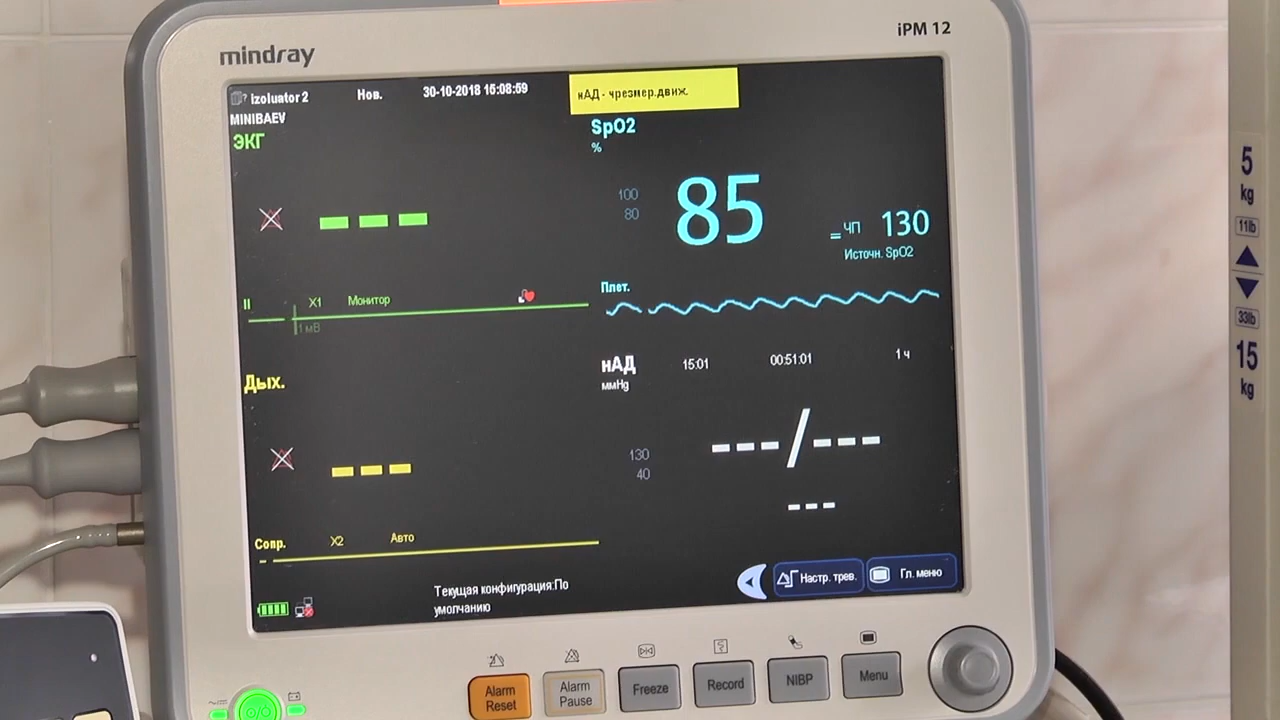 mindray
iPM 12
izoluator 2 Нов. 30-10-2018 15:08:59 нАД - чрезмер.движ.
MINIBAEV
ЭКГ
SpO2
%
100
80
85
ЧП 130
Источн. SpO2
II X1 Монитор
1 мВ
Плет.
нАД 15:01 00:51:01 1 ч
ммHg
Дых.
130
40
---/---
---
Сопр. X2 Авто
Текущая конфигурация:По
умолчанию
Настр. трев.
Гл. меню
Alarm
Reset
Alarm
Pause
Freeze
Record
NIBP
Menu
5
kg
11lb
33lb
15
kg